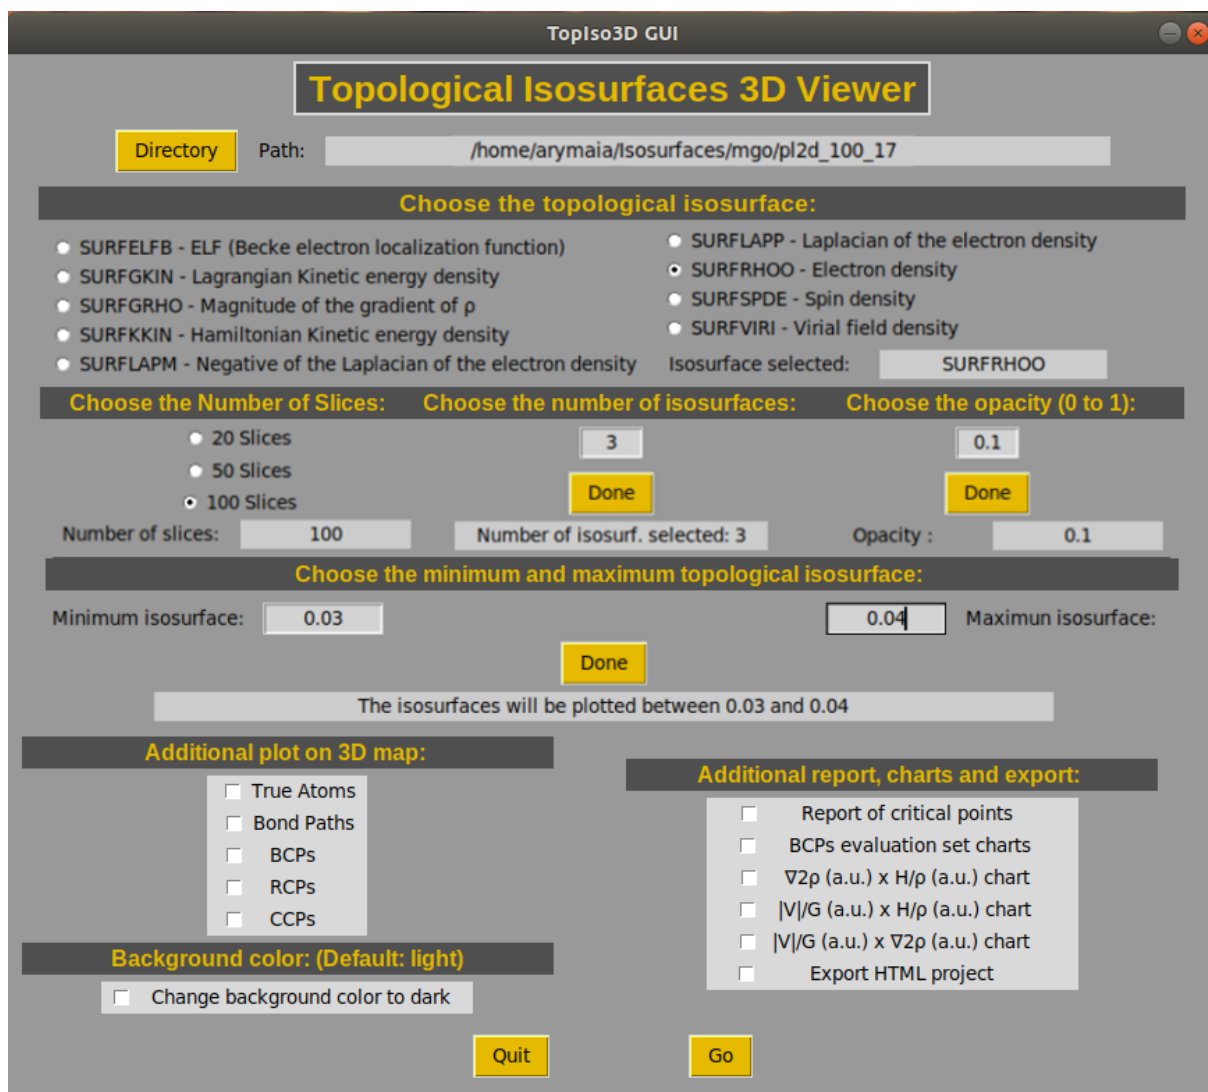 TopIso3D GUI
Topological Isosurfaces 3D Viewer
Directory Path: /home/arymaia/Isosurfaces/mgo/pl2d_100_17
Choose the topological isosurface:
SURFELFB - ELF (Becke electron localization function)
SURFGKIN - Lagrangian Kinetic energy density
SURFGRHO - Magnitude of the gradient of ρ
SURFKKIN - Hamiltonian Kinetic energy density
SURFLAPM - Negative of the Laplacian of the electron density
SURFLAPP - Laplacian of the electron density
SURFRHOO - Electron density
SURFSPDE - Spin density
SURFVIRI - Virial field density
Isosurface selected: SURFRHOO
Choose the Number of Slices:
20 Slices
50 Slices
100 Slices
Number of slices: 100
Choose the number of isosurfaces:
3
Done
Number of isosurf. selected: 3
Choose the opacity (0 to 1):
0.1
Done
Opacity : 0.1
Choose the minimum and maximum topological isosurface:
Minimum isosurface: 0.03
0.04 Maximun isosurface:
Done
The isosurfaces will be plotted between 0.03 and 0.04
Additional plot on 3D map:
True Atoms
Bond Paths
BCPs
RCPs
CCPs
Background color: (Default: light)
Change background color to dark
Additional report, charts and export:
Report of critical points
BCPs evaluation set charts
∇2ρ (a.u.) x H/ρ (a.u.) chart
|V|/G (a.u.) x H/ρ (a.u.) chart
|V|/G (a.u.) x ∇2ρ (a.u.) chart
Export HTML project
Quit
Go